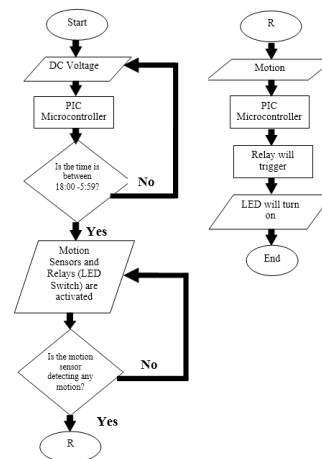 Start
DC Voltage
PIC
Microcontroller
Is the time is
between
18:00 -5:59?
No
Yes
Motion
Sensors and
Relays (LED
Switch) are
activated
Is the motion
sensor
detecting any
motion?
No
Yes
R
R
Motion
PIC
Microcontroller
Relay will
trigger
LED will turn
on
End